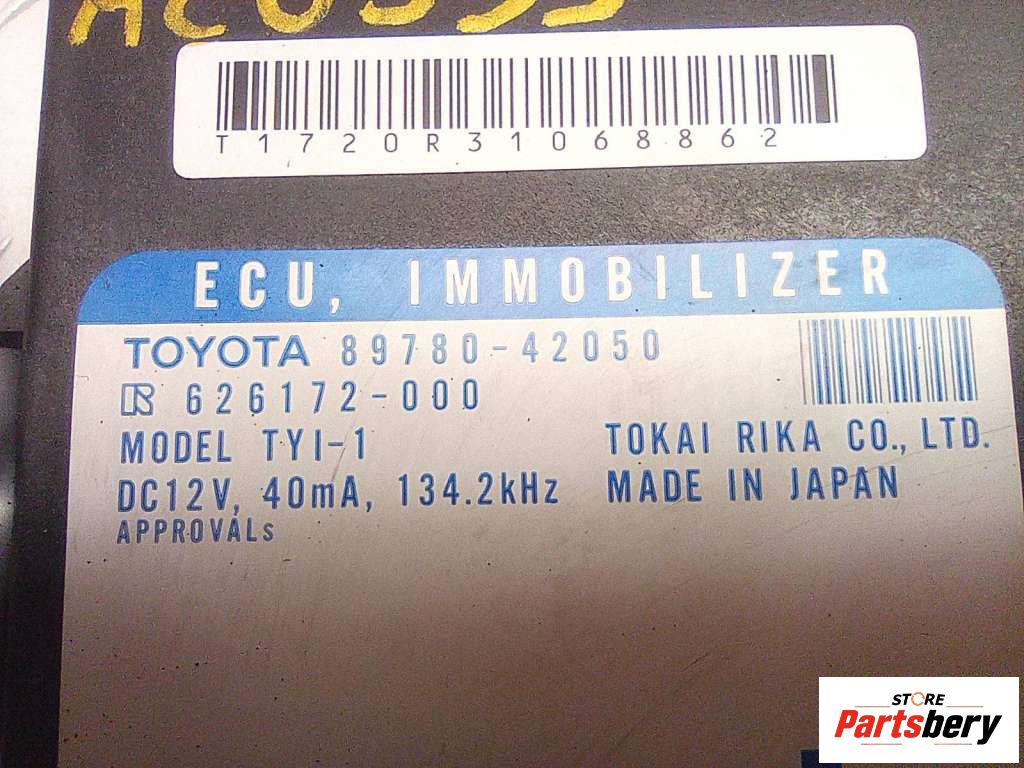 T1720R31068862
ECU, IMMOBILIZER
TOYOTA 89780-42050
626172-000
MODEL TYI-1
TOKAI RIKA CO., LTD.
DC12V, 40mA, 134.2kHz
MADE IN JAPAN
APPROVALs
STORE
Partsbery